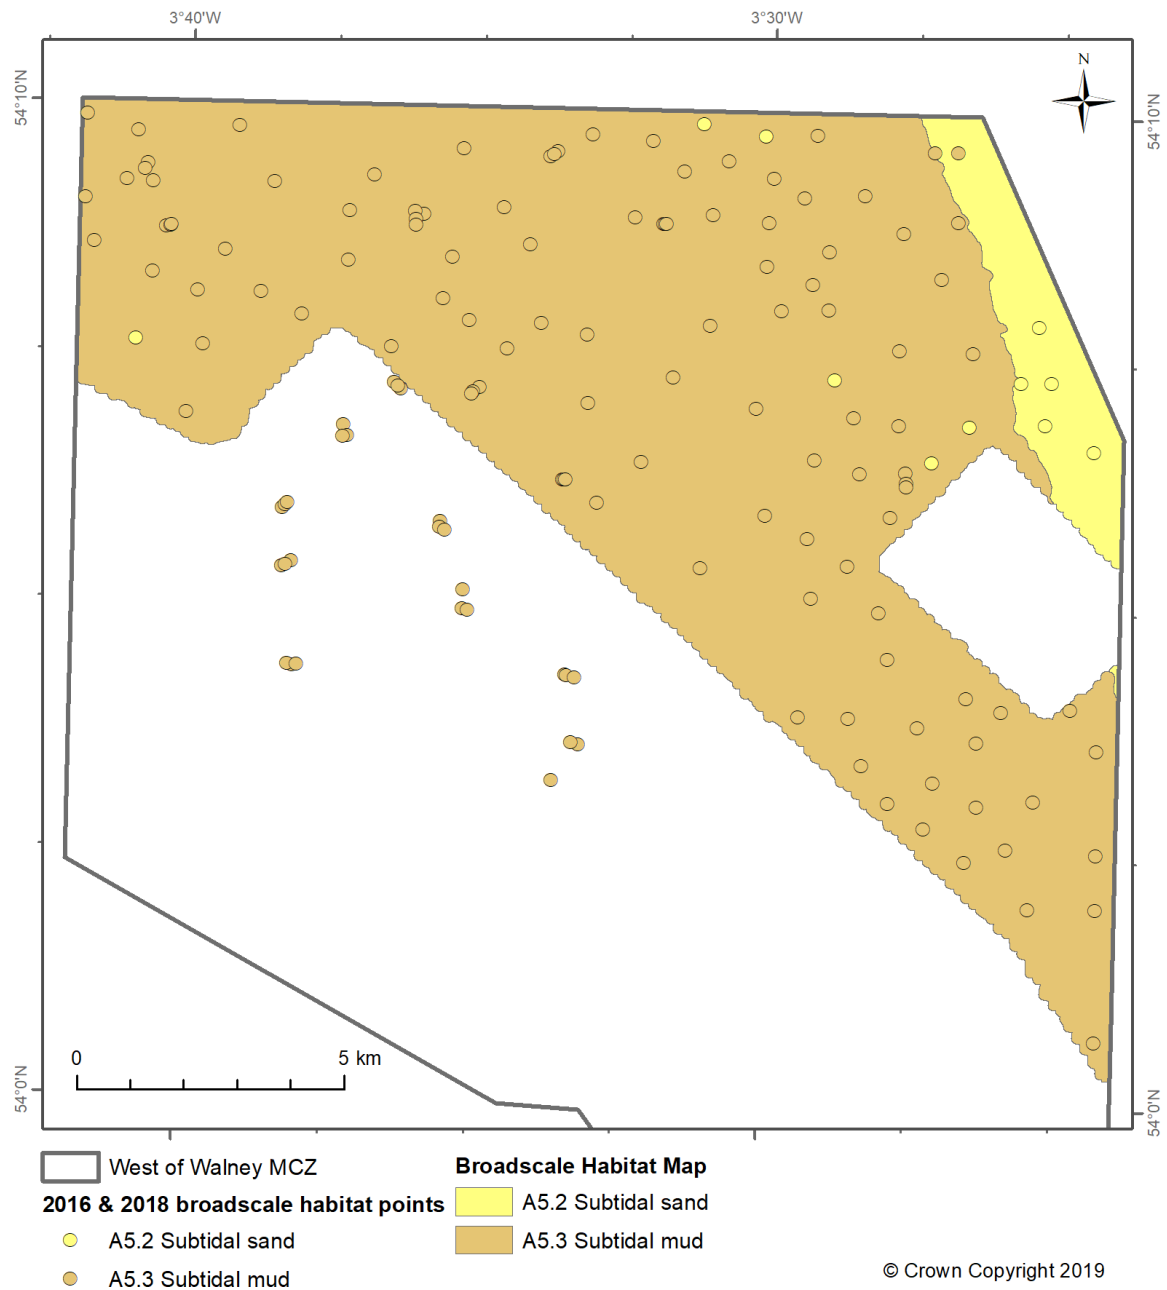 3°40'W 3°30'W
N
54°10'N 54°10'N
0 5 km
54°0'N 54°0'N
West of Walney MCZ
2016 & 2018 broadscale habitat points
A5.2 Subtidal sand
A5.3 Subtidal mud
Broadscale Habitat Map
A5.2 Subtidal sand
A5.3 Subtidal mud
© Crown Copyright 2019